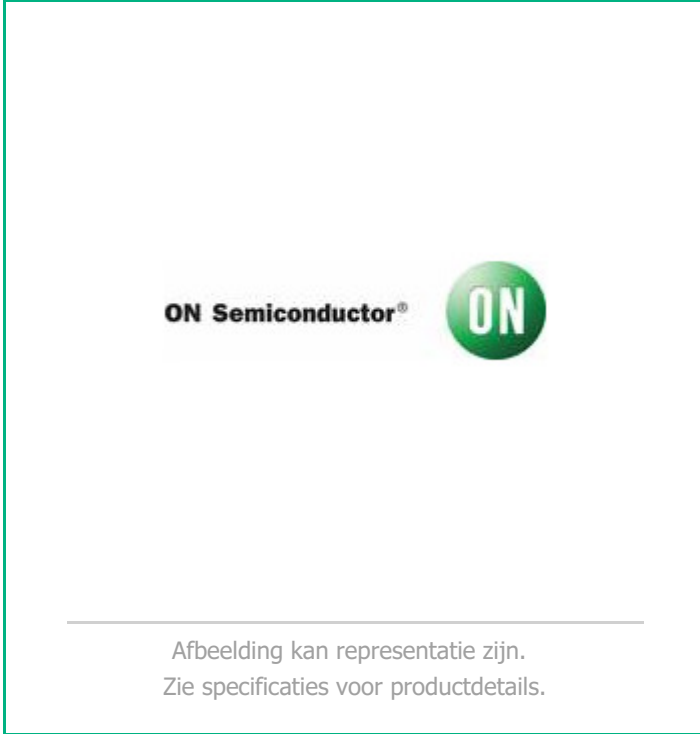 ON Semiconductor®
ON
Afbeelding kan representatie zijn.
Zie specificaties voor productdetails.